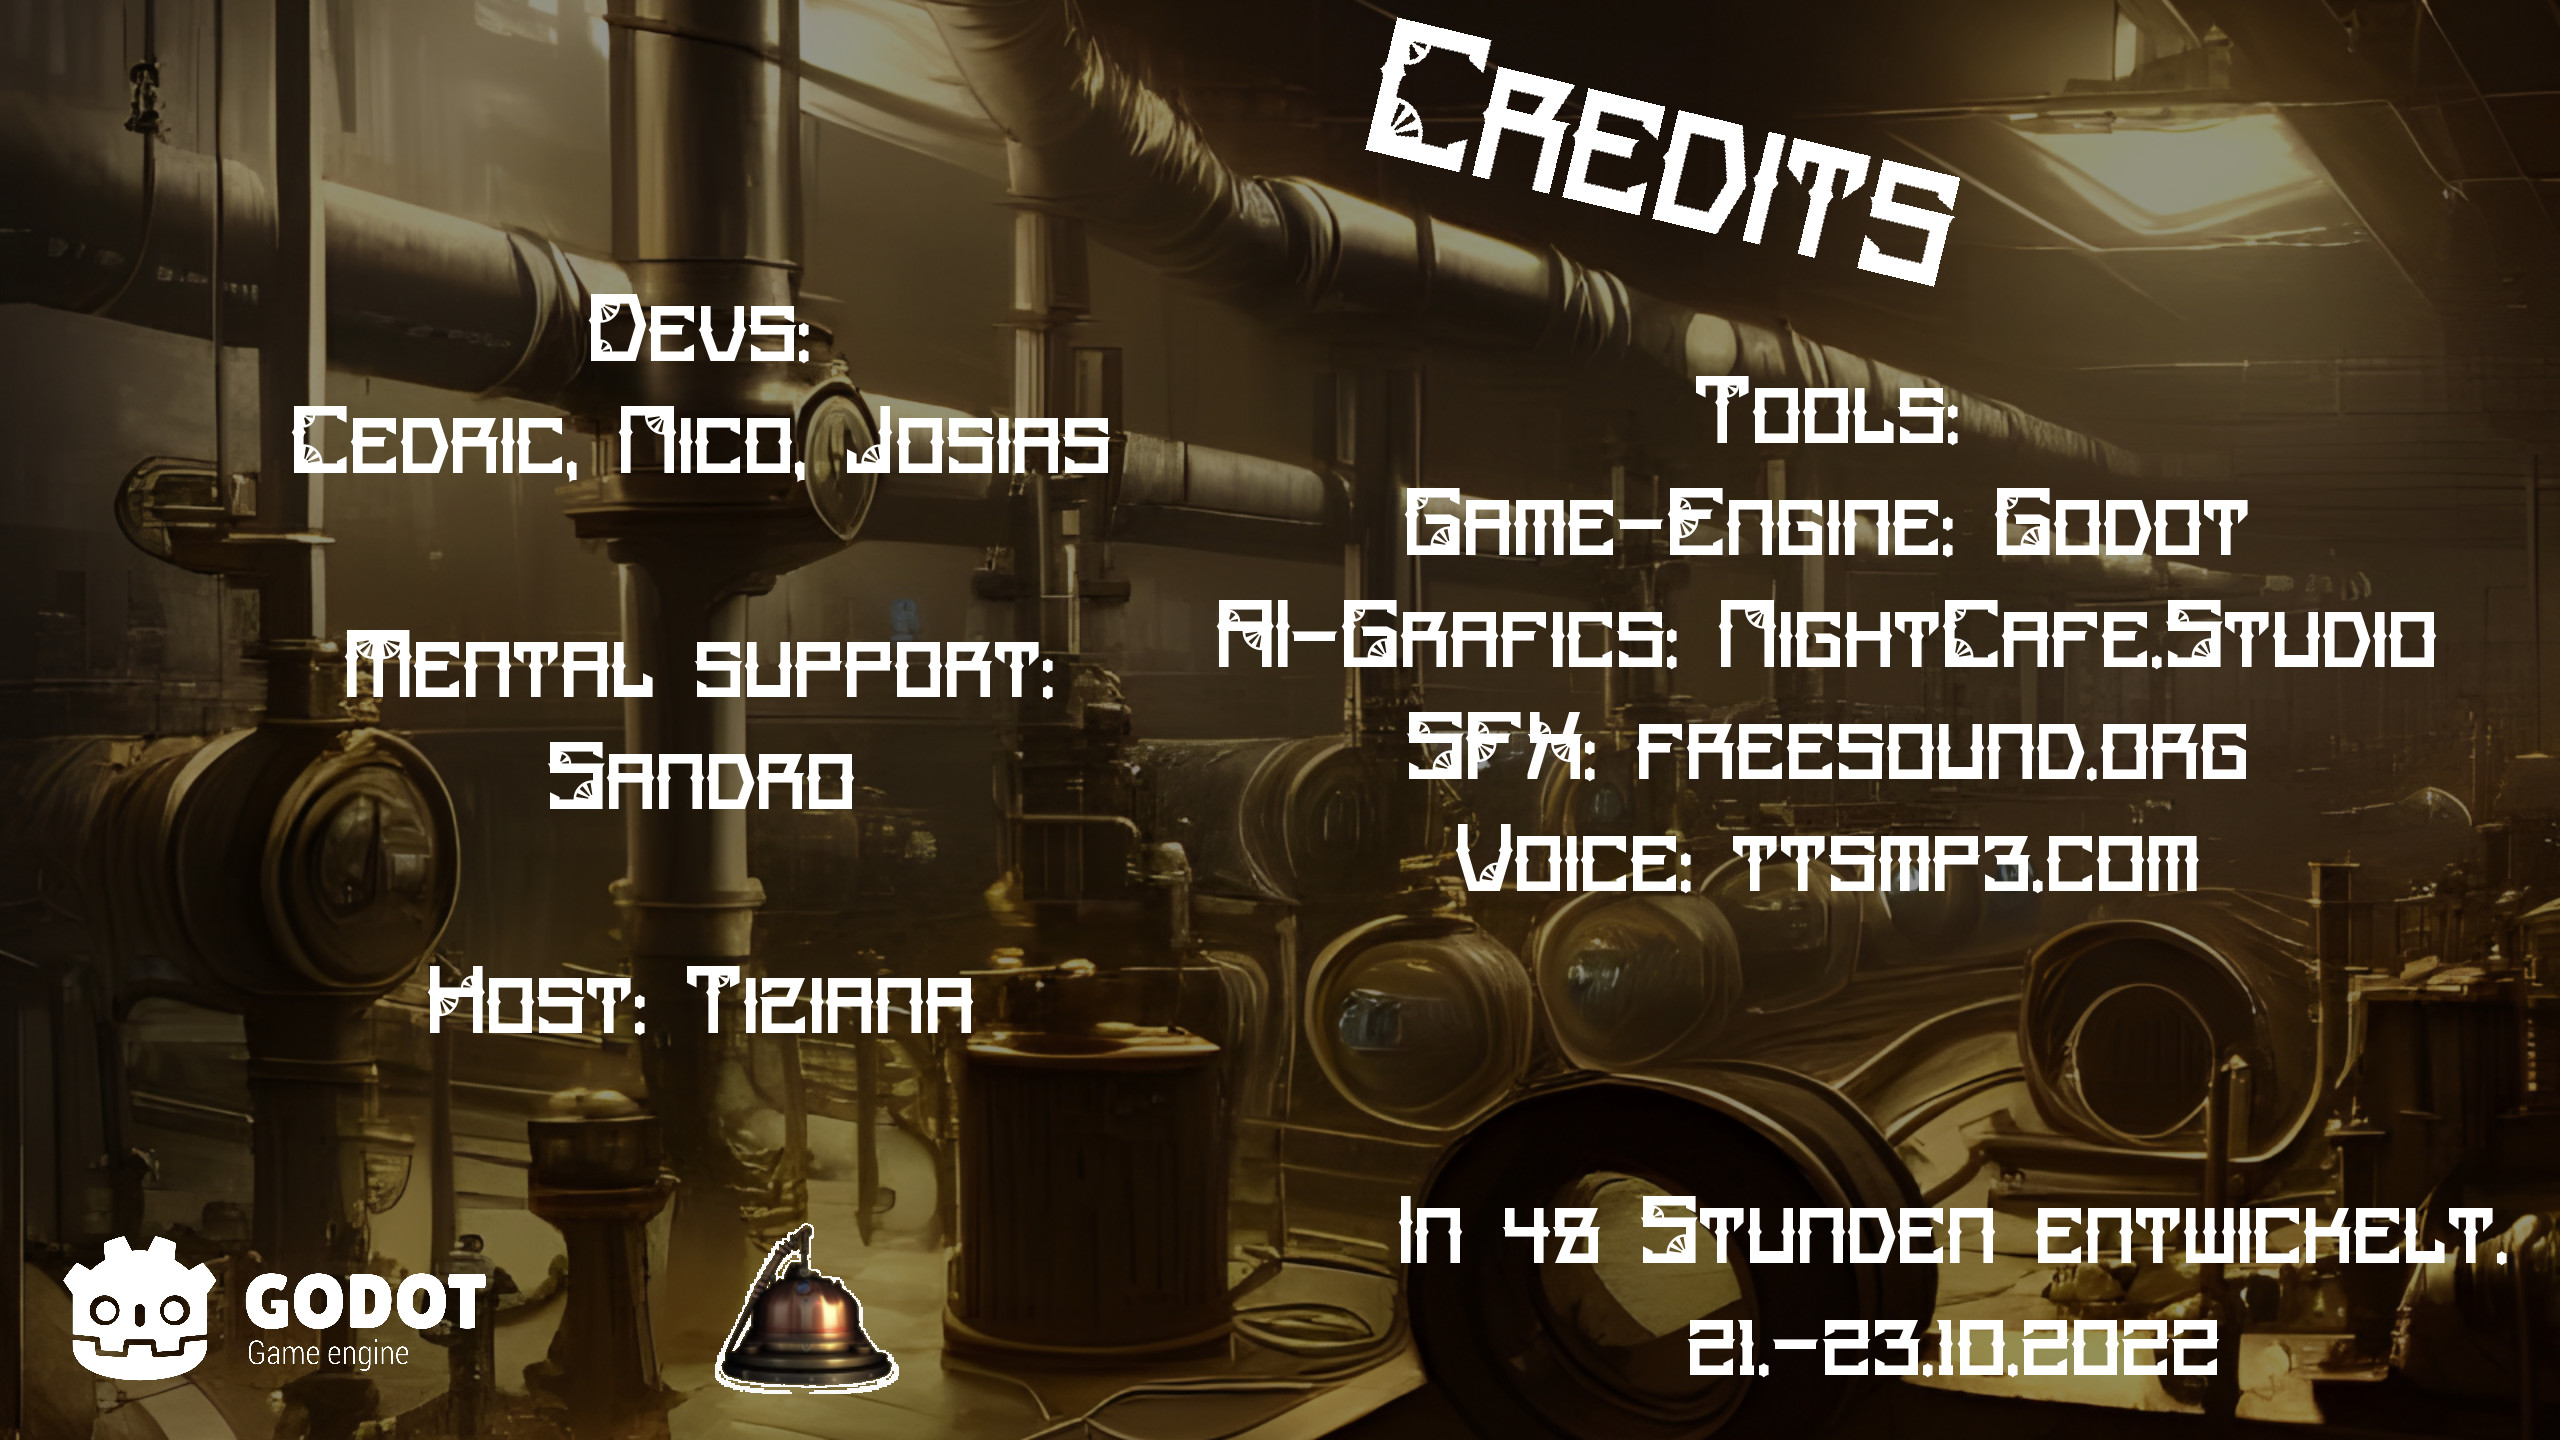 Credits
Devs:
Cedric, Nico, Josias
Mental support:
Sandro
Host: Tiziana
Tools:
Game-Engine: Godot
AI-Grafics: NightCafe.Studio
SFX: freesound.org
Voice: ttsmp3.com
In 48 Stunden entwickelt.
21.-23.10.2022
GODOT
Game engine